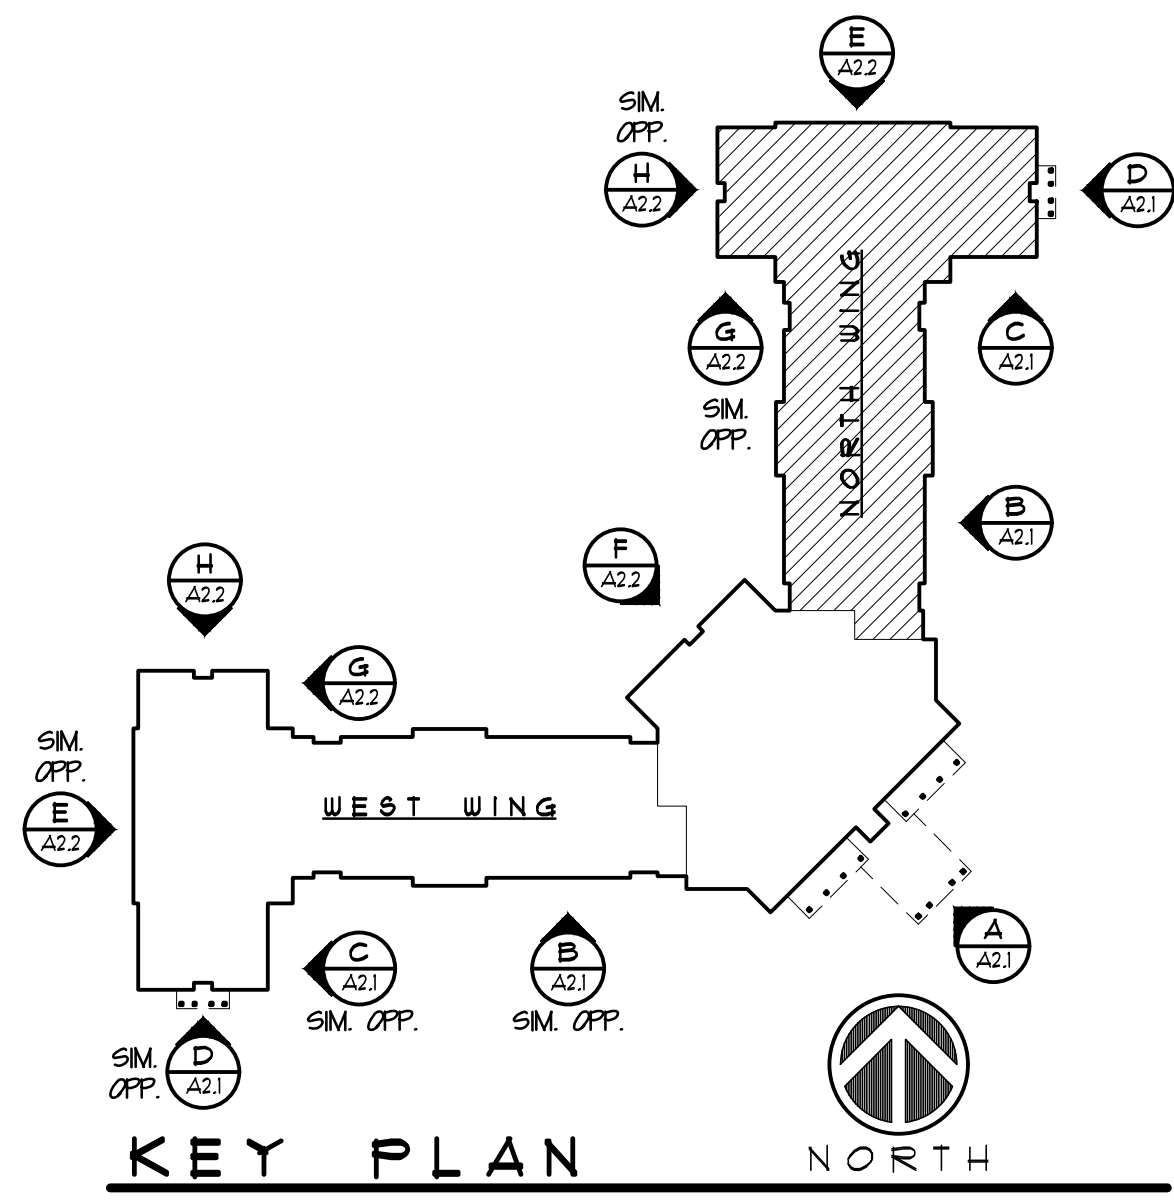 E
A2.2
SIM.
OPP.
H
A2.2
D
A2.1
G
A2.2
SIM.
OPP.
C
A2.1
NORTH WING
B
A2.1
F
A2.2
H
A2.2
G
A2.2
SIM.
OPP.
E
A2.2
WEST WING
A
A2.1
C
A2.1
SIM. OPP.
B
A2.1
SIM. OPP.
SIM.
OPP.
D
A2.1
KEY PLAN
NORTH